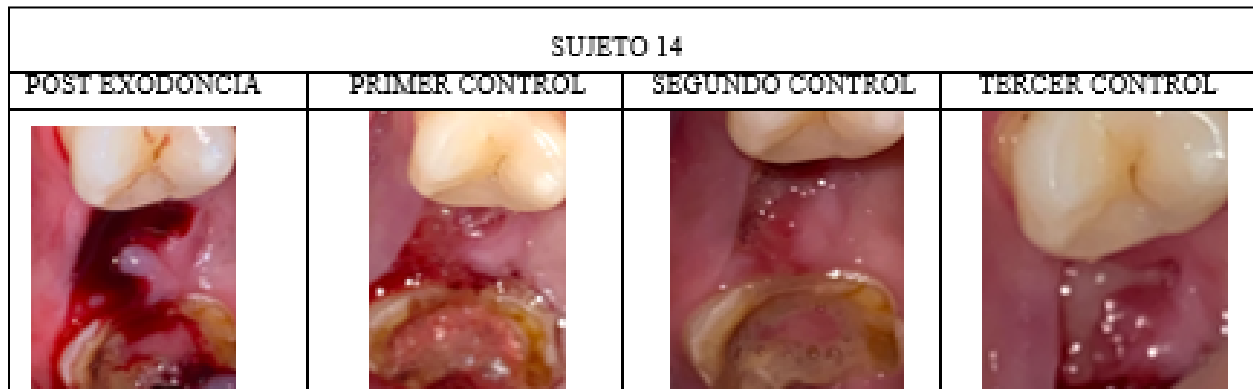 SUJETO 14
POST EXODONCIA PRIMER CONTROL SEGUNDO CONTROL TERCER CONTROL